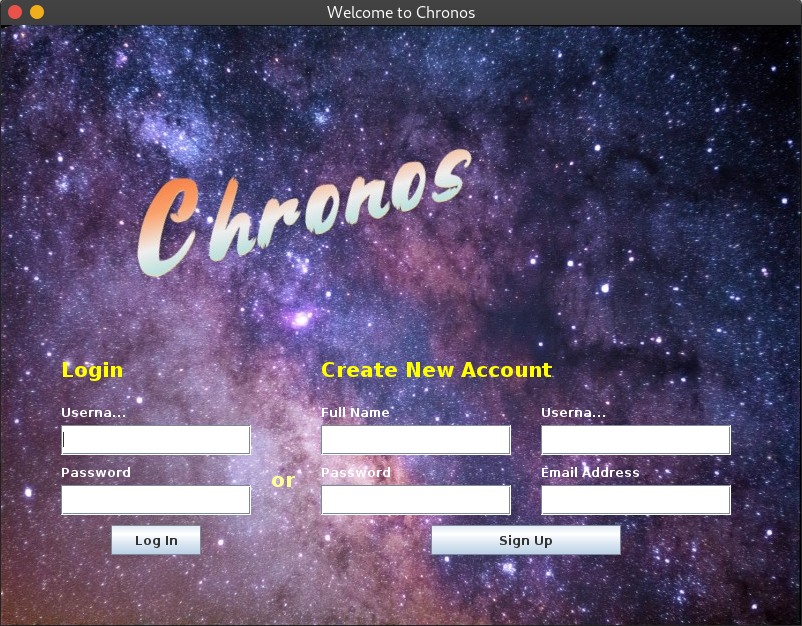 Welcome to Chronos
Chronos
Login
Create New Account
Userna...
Full Name
Userna...
Password
or
Password
Email Address
Log In
Sign Up